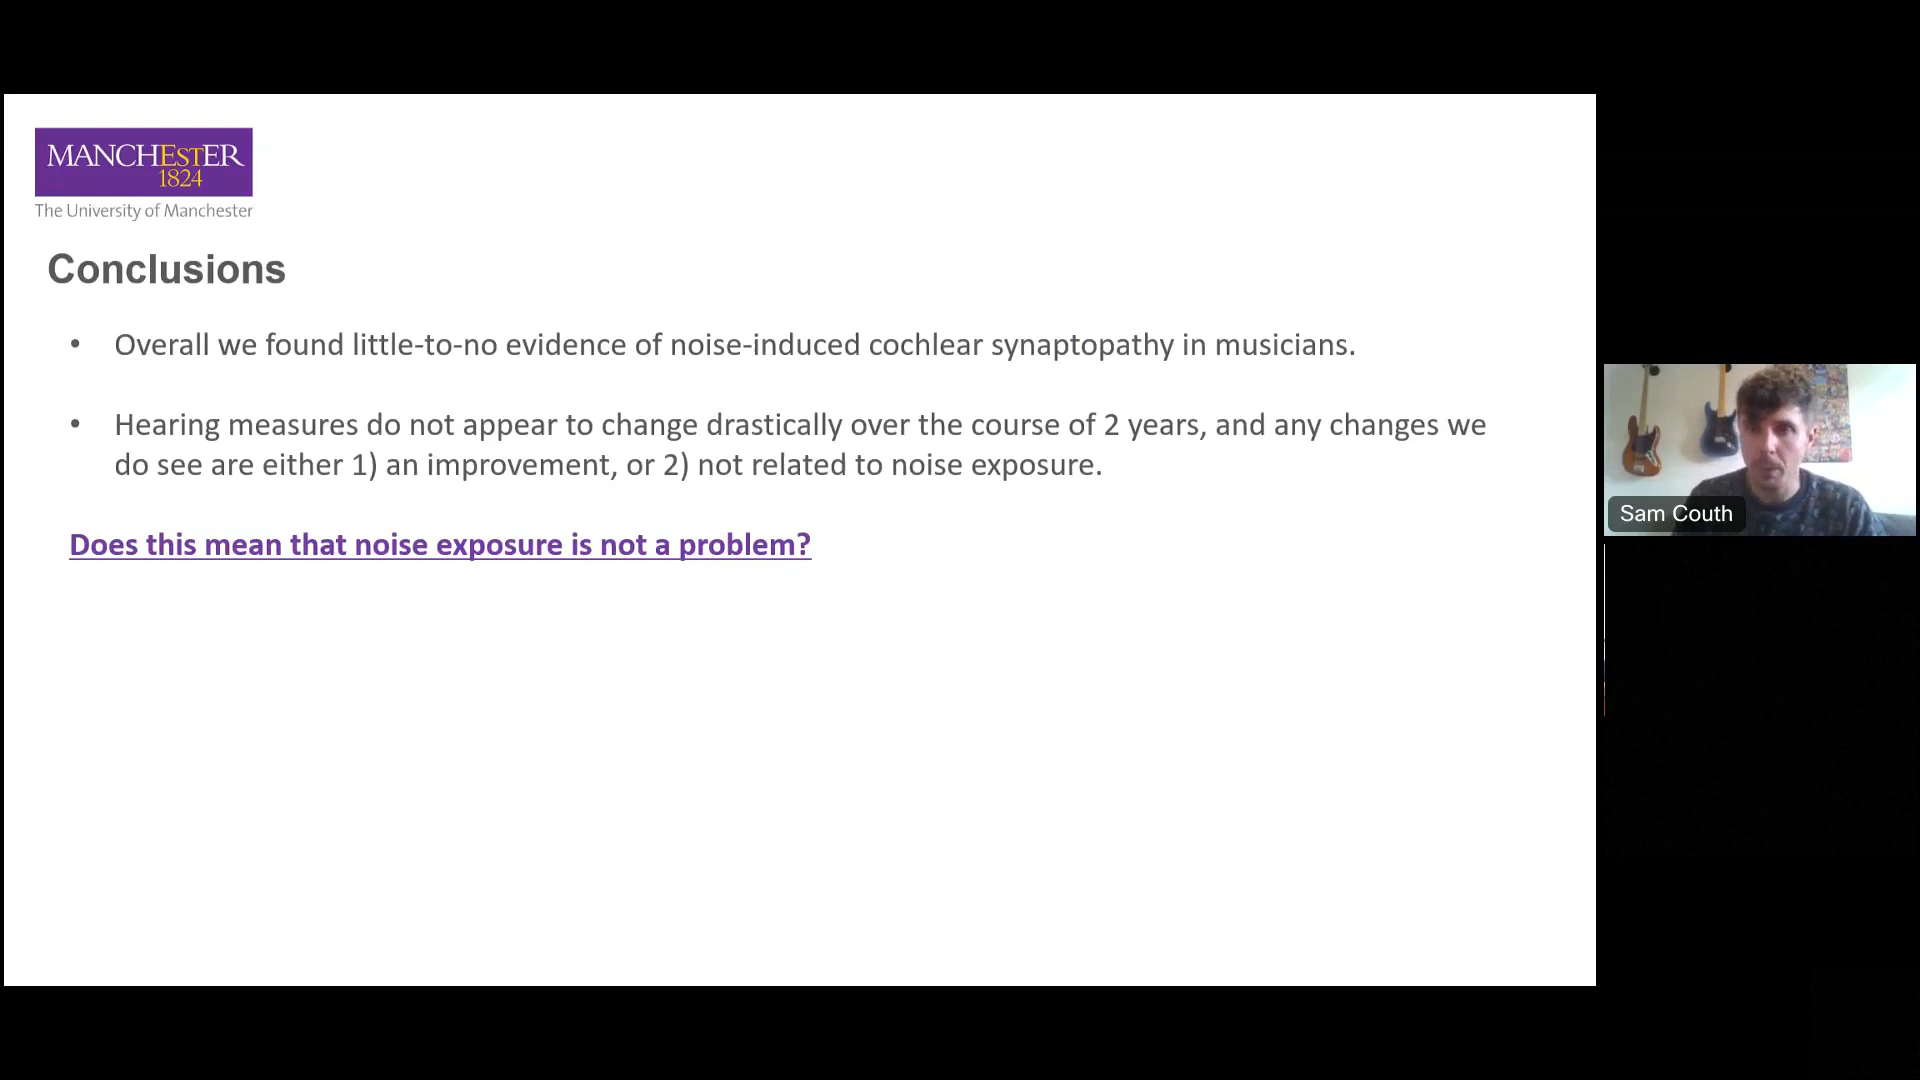 MANCHESTER
1824
The University of Manchester
Conclusions
• Overall we found little-to-no evidence of noise-induced cochlear synaptopathy in musicians.
• Hearing measures do not appear to change drastically over the course of 2 years, and any changes we
do see are either 1) an improvement, or 2) not related to noise exposure.
Does this mean that noise exposure is not a problem?
Sam Couth